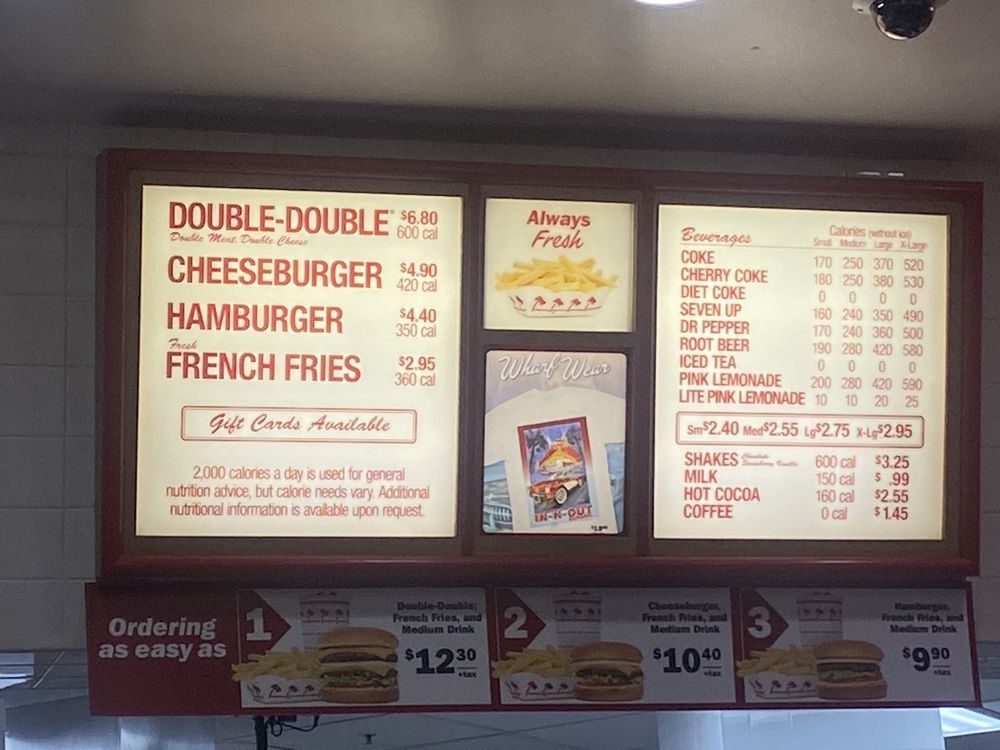 DOUBLE-DOUBLE® $6.80
Double Meat Double Cheese 600 cal
CHEESEBURGER $4.90
420 cal
HAMBURGER $4.40
350 cal
Fresh
FRENCH FRIES $2.95
360 cal
Gift Cards Available
2,000 calories a day is used for general
nutrition advice, but calorie needs vary. Additional
nutritional information is available upon request.
Always
Fresh
Wharf Wear
IN-N-OUT
Beverages Calories (without ice)
Small Medium Large X-Large
COKE 170 250 370 520
CHERRY COKE 180 250 380 530
DIET COKE 0 0 0 0
SEVEN UP 160 240 350 490
DR PEPPER 170 240 360 500
ROOT BEER 190 280 420 580
ICED TEA 0 0 0 0
PINK LEMONADE 200 280 420 590
LITE PINK LEMONADE 10 10 20 25
Sm$2.40 Med$2.55 Lg$2.75 X-Lg$2.95
SHAKES Chocolate Strawberry Vanilla 600 cal $3.25
MILK 150 cal $ .99
HOT COCOA 160 cal $2.55
COFFEE 0 cal $1.45
Ordering
as easy as
1
Double-Double,
French Fries, and
Medium Drink
$12.30
+tax
2
Cheeseburger,
French Fries, and
Medium Drink
$10.40
+tax
3
Hamburger,
French Fries, and
Medium Drink
$9.90
+tax